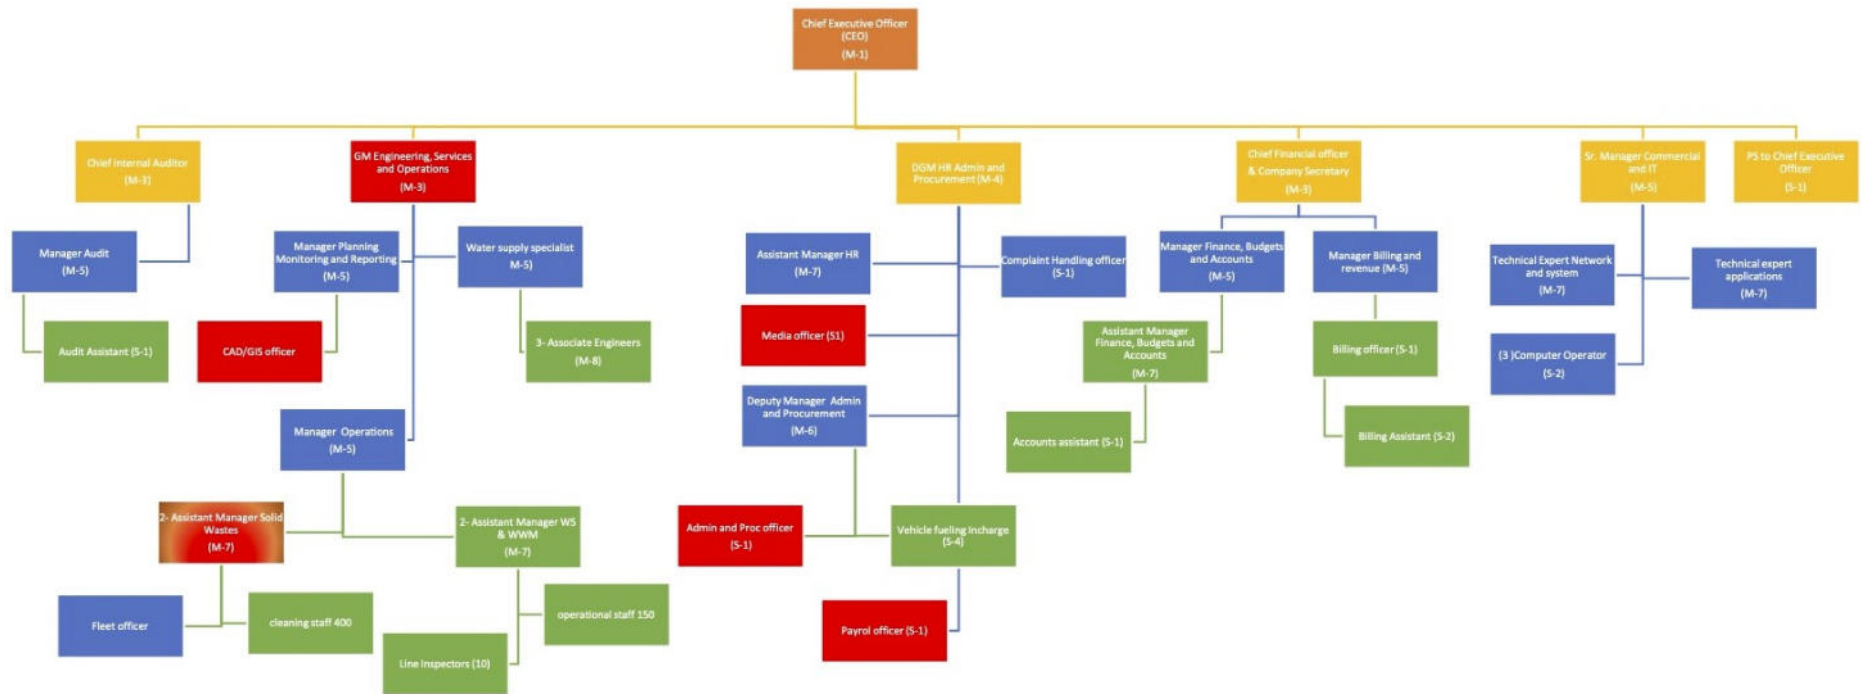 Chief Executive Officer
(CEO)
(M-1)
Chief Internal Auditor
(M-3)
GM Engineering, Services
and Operations
(M-3)
DGM HR Admin and
Procurement (M-4)
Chief Financial officer
& Company Secretary
(M-3)
Sr. Manager Commercial
and IT
(M-5)
PS to Chief Executive
Officer
(S-1)
Manager Audit
(M-5)
Manager Planning
Monitoring and Reporting
(M-5)
Water supply specialist
M-5)
Assistant Manager HR
(M-7)
Complaint Handling officer
(S-1)
Manager Finance, Budgets
and Accounts
(M-5)
Manager Billing and
revenue (M-5)
Technical Expert Network
and system
(M-7)
Technical expert
applications
(M-7)
Audit Assistant (S-1)
CAD/GIS officer
3- Associate Engineers
(M-8)
Media officer (S1)
Assistant Manager
Finance, Budgets and
Accounts
(M-7)
Billing officer (S-1)
(3 )Computer Operator
(S-2)
Manager Operations
(M-5)
Deputy Manager Admin
and Procurement
(M-6)
Accounts assistant (S-1)
Billing Assistant (S-2)
2- Assistant Manager Solid
Wastes
(M-7)
2- Assistant Manager WS
& WWM
(M-7)
Admin and Proc officer
(S-1)
Vehicle fueling Incharge
(S-4)
Fleet officer
cleaning staff 400
operational staff 150
Line Inspectors (10)
Payrol officer (S-1)